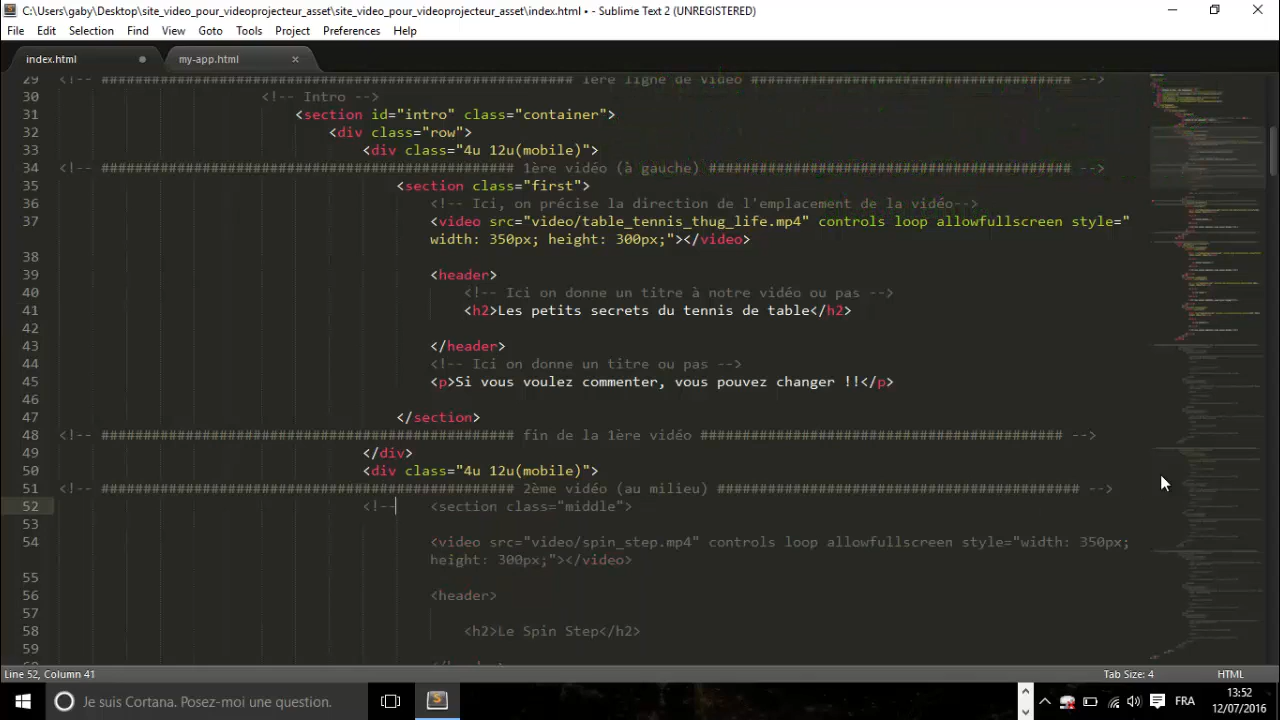 C:\Users\gaby\Desktop\site_video_pour_videoprojecteur_asset\site_video_pour_videoprojecteur_asset\index.html • - Sublime Text 2 (UNREGISTERED)
File Edit Selection Find View Goto Tools Project Preferences Help
index.html my-app.html
29 <!-- ######################################################## 1ère ligne de vidéo ###################################### -->
30 <!-- Intro -->
31 <section id="intro" class="container">
32 <div class="row">
33 <div class="4u 12u(mobile)">
34 <!-- ################################################# 1ère vidéo (à gauche) ########################################### -->
35 <section class="first">
36 <!-- Ici, on précise la direction de l'emplacement de la vidéo-->
37 <video src="video/table_tennis_thug_life.mp4" controls loop allowfullscreen style="
width: 350px; height: 300px;"></video>
38
39 <header>
40 <!-- Ici on donne un titre à notre vidéo ou pas -->
41 <h2>Les petits secrets du tennis de table</h2>
42
43 </header>
44 <!-- Ici on donne un titre ou pas -->
45 <p>Si vous voulez commenter, vous pouvez changer !!</p>
46
47 </section>
48 <!-- ################################################# fin de la 1ère vidéo ########################################### -->
49 </div>
50 <div class="4u 12u(mobile)">
51 <!-- ################################################# 2ème vidéo (au milieu) ########################################### -->
52 <!-- <section class="middle">
53
54 <video src="video/spin_step.mp4" controls loop allowfullscreen style="width: 350px;
height: 300px;"></video>
55
56 <header>
57
58 <h2>Le Spin Step</h2>
59
Line 52, Column 41 Tab Size: 4 HTML
Je suis Cortana. Posez-moi une question. FRA 13:52
12/07/2016